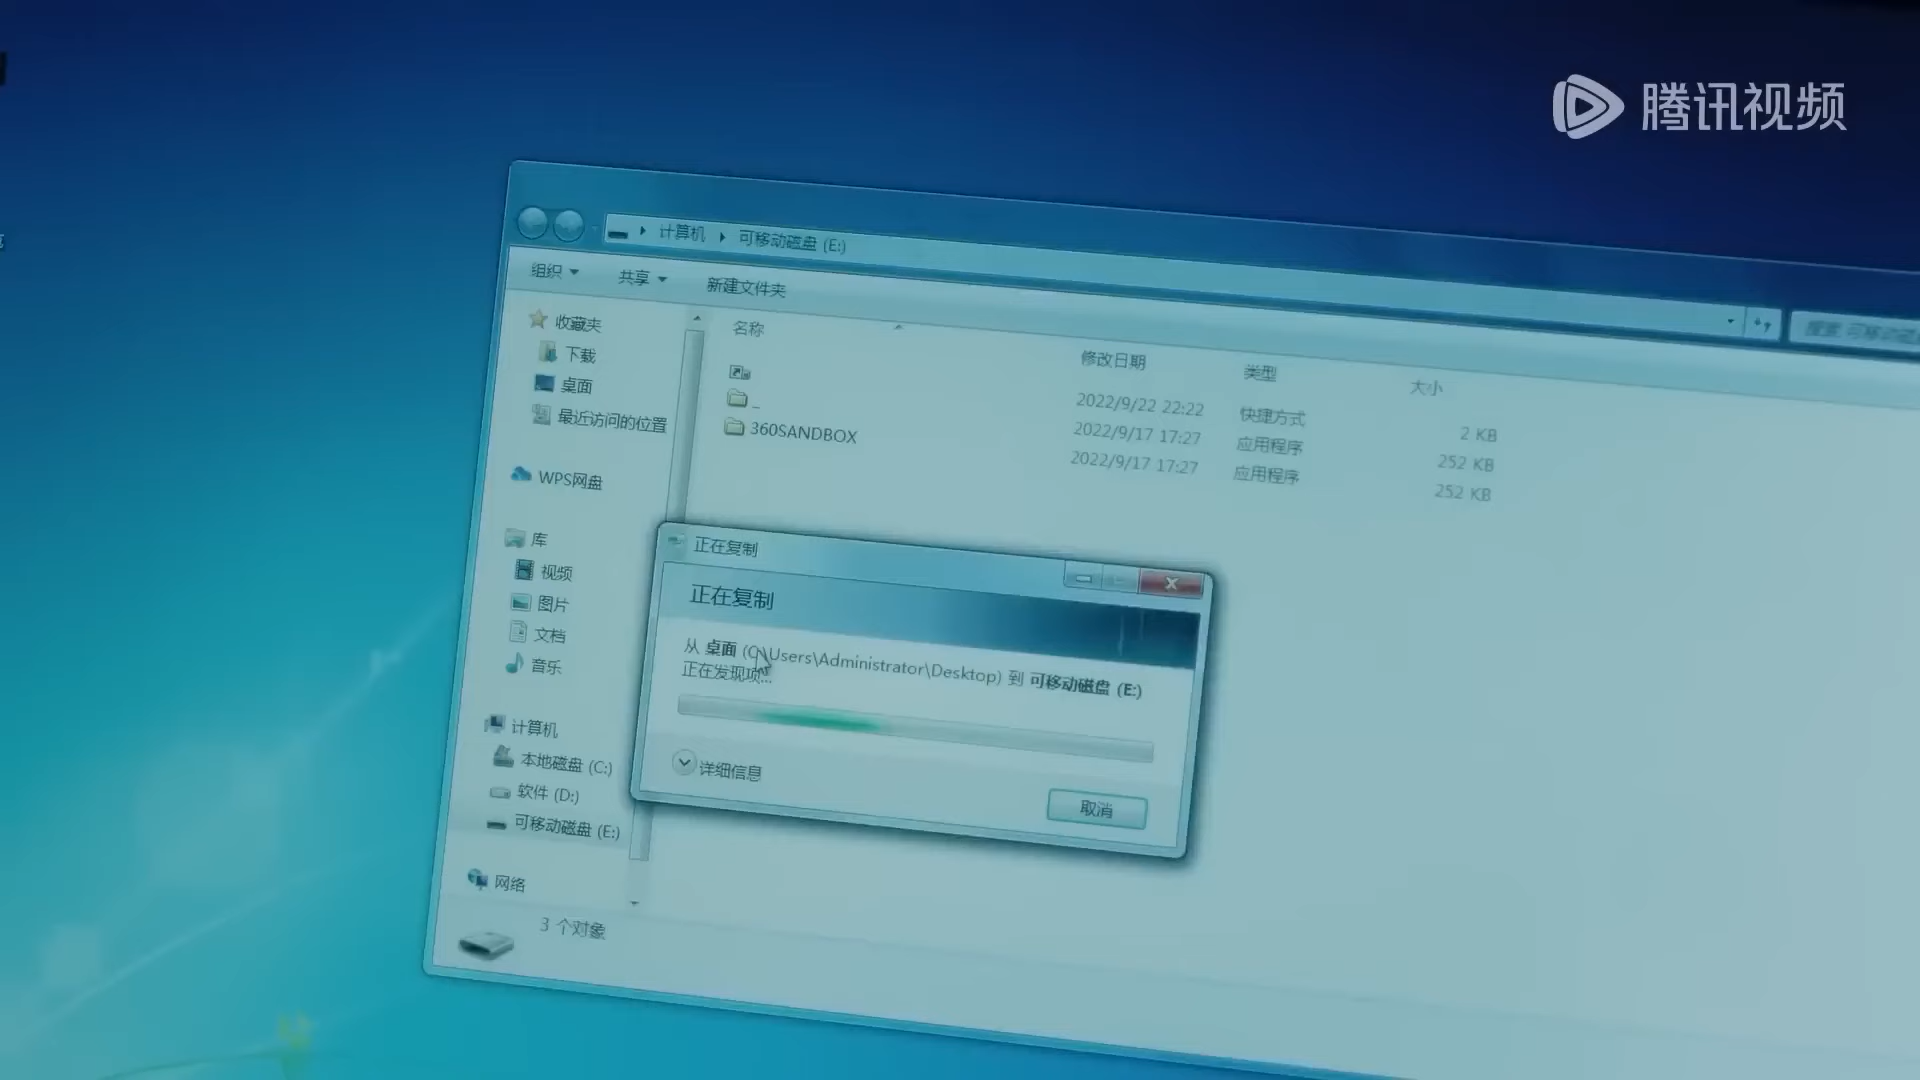 腾讯视频
计算机
可移动磁盘 (E:)
组织
共享
新建文件夹
收藏夹
下载
桌面
最近访问的位置
WPS网盘
库
视频
图片
文档
音乐
计算机
本地磁盘 (C:)
软件 (D:)
可移动磁盘 (E:)
网络
名称 修改日期 类型 大小
2022/9/22 22:22 快捷方式 2 KB
_ 2022/9/17 17:27 应用程序 252 KB
360SANDBOX 2022/9/17 17:27 应用程序 252 KB
正在复制
正在复制
从 桌面 (C:\Users\Administrator\Desktop) 到 可移动磁盘 (E:)
正在发现项...
详细信息
取消
3 个对象